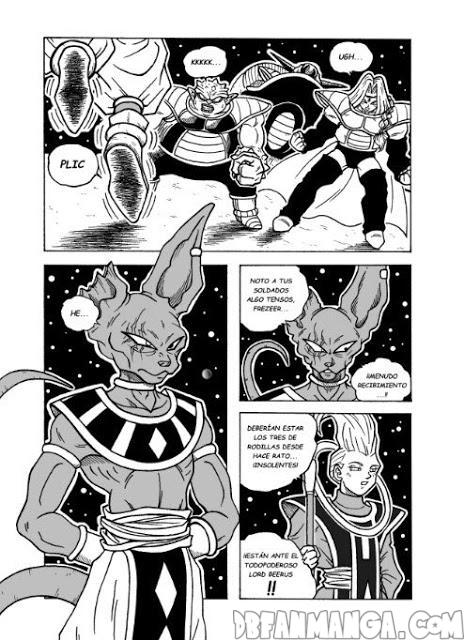 KKKKK...
UGH...
PLIC
HE...
NOTO A TUS
SOLDADOS
ALGO TENSOS,
FREZEER...
¡¡MENUDO
RECIBIMIENTO
...!!
DEBERÍAN ESTAR
LOS TRES DE
RODILLAS DESDE
HACE RATO...
¡INSOLENTES!
¡¡ESTÁN ANTE EL
TODOPODEROSO
LORD BEERUS
!!
DBFANMANGA.COM